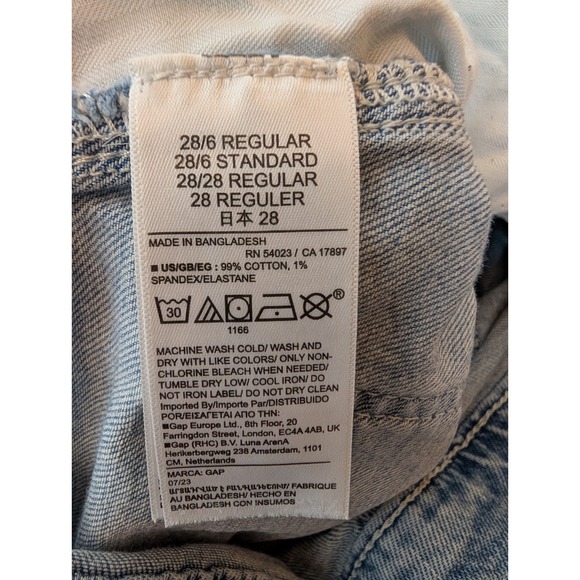 28/6 REGULAR
28/6 STANDARD
28/28 REGULAR
28 REGULER
日本 28
MADE IN BANGLADESH
RN 54023 / CA 17897
■ US/GB/EG : 99% COTTON, 1%
SPANDEX/ELASTANE
30 ®
1166
MACHINE WASH COLD/ WASH AND
DRY WITH LIKE COLORS/ ONLY NON-
CHLORINE BLEACH WHEN NEEDED/
TUMBLE DRY LOW/ COOL IRON/ DO
NOT IRON LABEL/ DO NOT DRY CLEAN
Imported By/Importe Par/DISTRIBUIDO
POR/ΕΙΣΑΓΕΤΑΙ ΑΠΟ ΤΗΝ:
■Gap Europe Ltd., 8th Floor, 20
Farringdon Street, London, EC4A 4AB, UK
■Gap (RHC) B.V. Luna ArenA
Herikerbergweg 238 Amsterdam, 1101
CM, Netherlands
MARCA: GAP
07/23
ԱՐՏԱԴՐՎԱԾ Է ԲԱՆԳԼԱԴԵՇՈՒՄ/ FABRIQUE
AU BANGLADESH/ HECHO EN
BANGLADESH CON INSUMOS